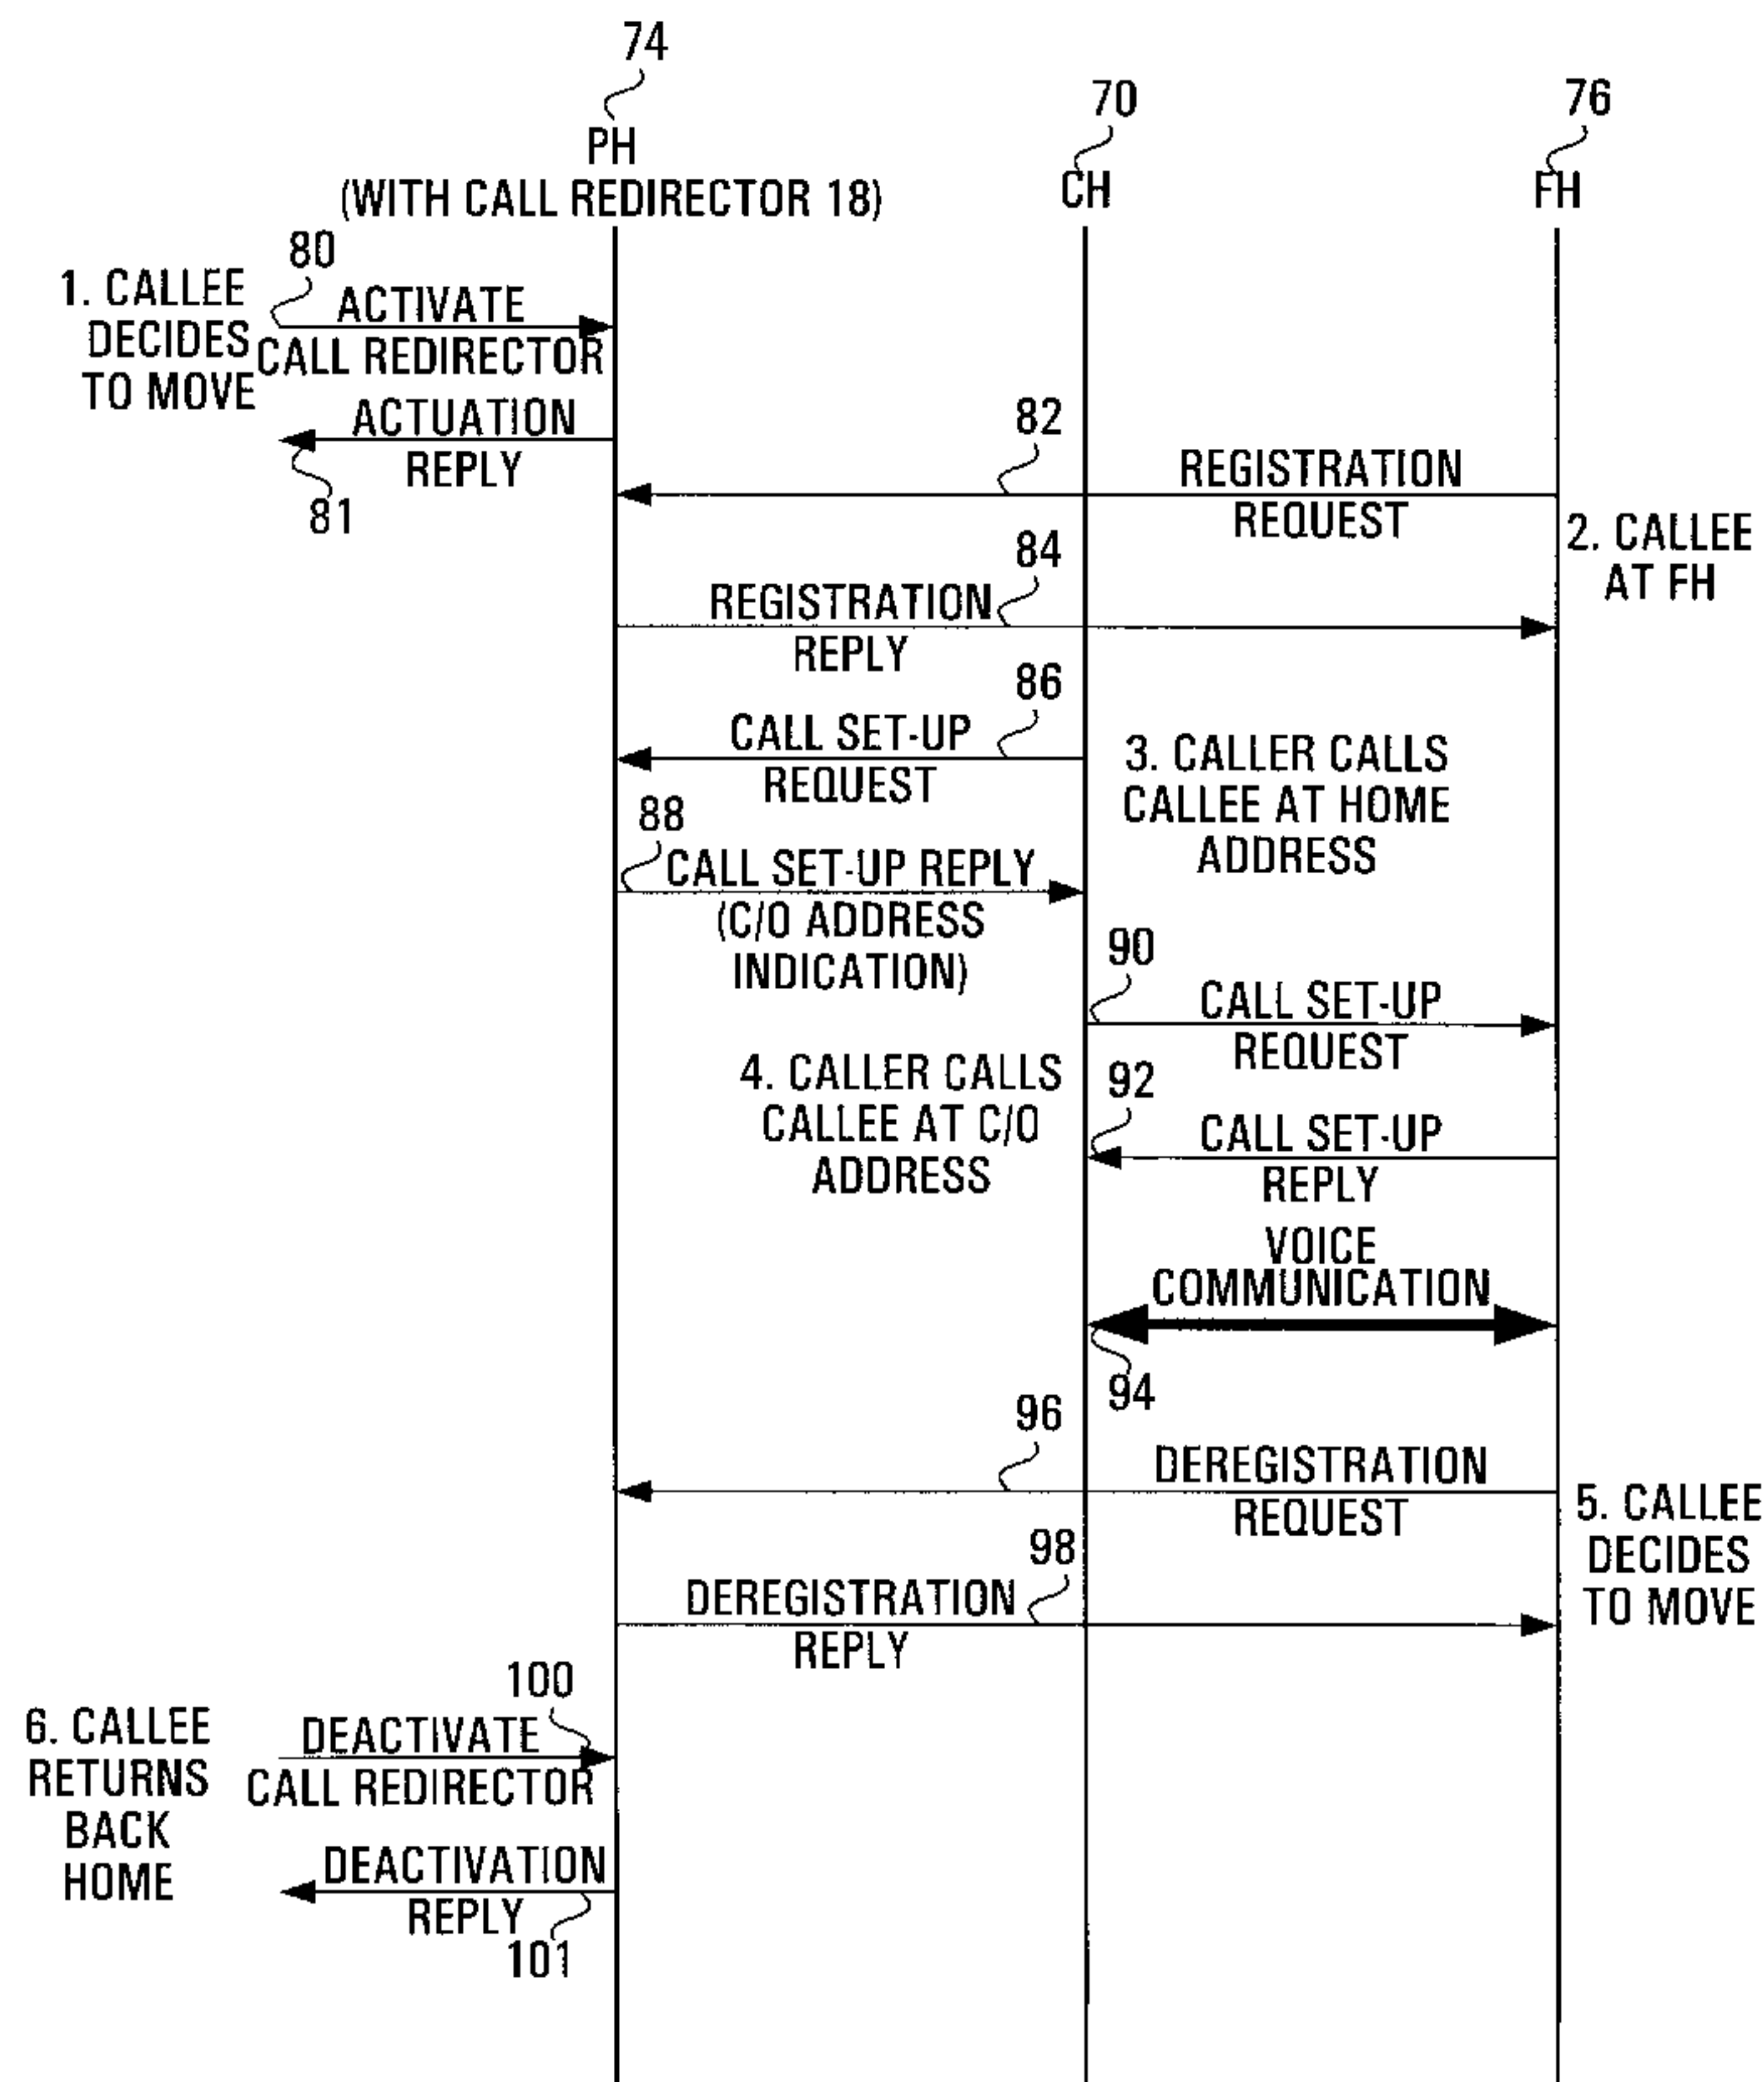 74
PH
(WITH CALL REDIRECTOR 18)
70
CH
76
FH
1. CALLEE
DECIDES
TO MOVE
80
ACTIVATE
CALL REDIRECTOR
ACTUATION
REPLY
81
82
REGISTRATION
REQUEST
2. CALLEE
AT FH
84
REGISTRATION
REPLY
86
CALL SET-UP
REQUEST
3. CALLER CALLS
CALLEE AT HOME
ADDRESS
88
CALL SET-UP REPLY
(C/O ADDRESS
INDICATION)
90
CALL SET-UP
REQUEST
4. CALLER CALLS
CALLEE AT C/O
ADDRESS
92
CALL SET-UP
REPLY
VOICE
COMMUNICATION
94
96
DEREGISTRATION
REQUEST
5. CALLEE
DECIDES
TO MOVE
98
DEREGISTRATION
REPLY
6. CALLEE
RETURNS
BACK
HOME
100
DEACTIVATE
CALL REDIRECTOR
DEACTIVATION
REPLY
101